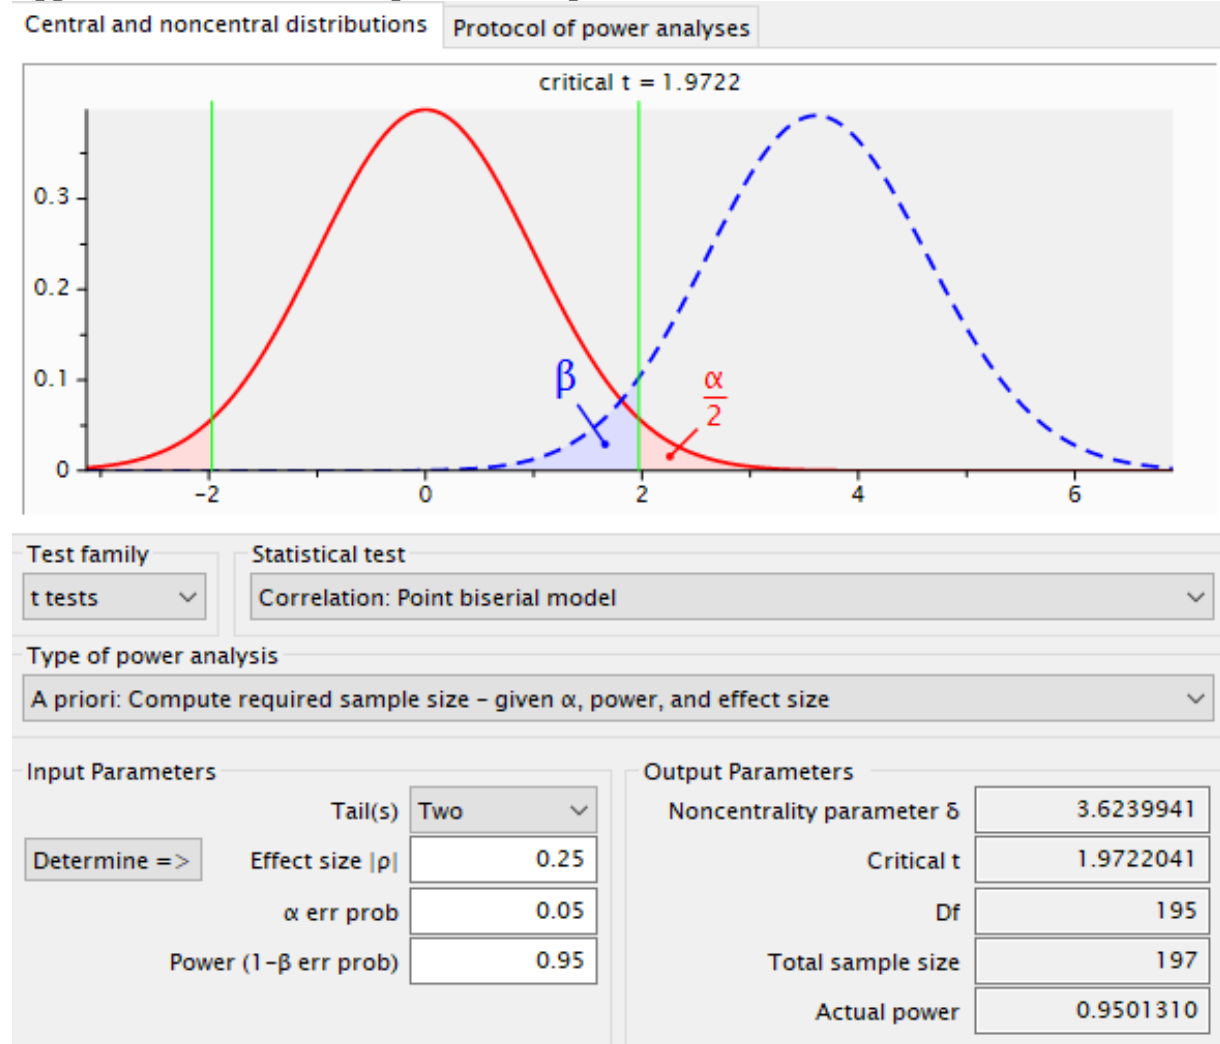 Central and noncentral distributions
Protocol of power analyses
critical t = 1.9722
0.3
0.2
0.1
0
β
α
2
-2
0
2
4
6
Test family
Statistical test
t tests
Correlation: Point biserial model
Type of power analysis
A priori: Compute required sample size - given α, power, and effect size
Input Parameters
Output Parameters
Tail(s) Two
Noncentrality parameter δ 3.6239941
Determine => Effect size |ρ| 0.25
Critical t 1.9722041
α err prob 0.05
Df 195
Power (1-β err prob) 0.95
Total sample size 197
Actual power 0.9501310